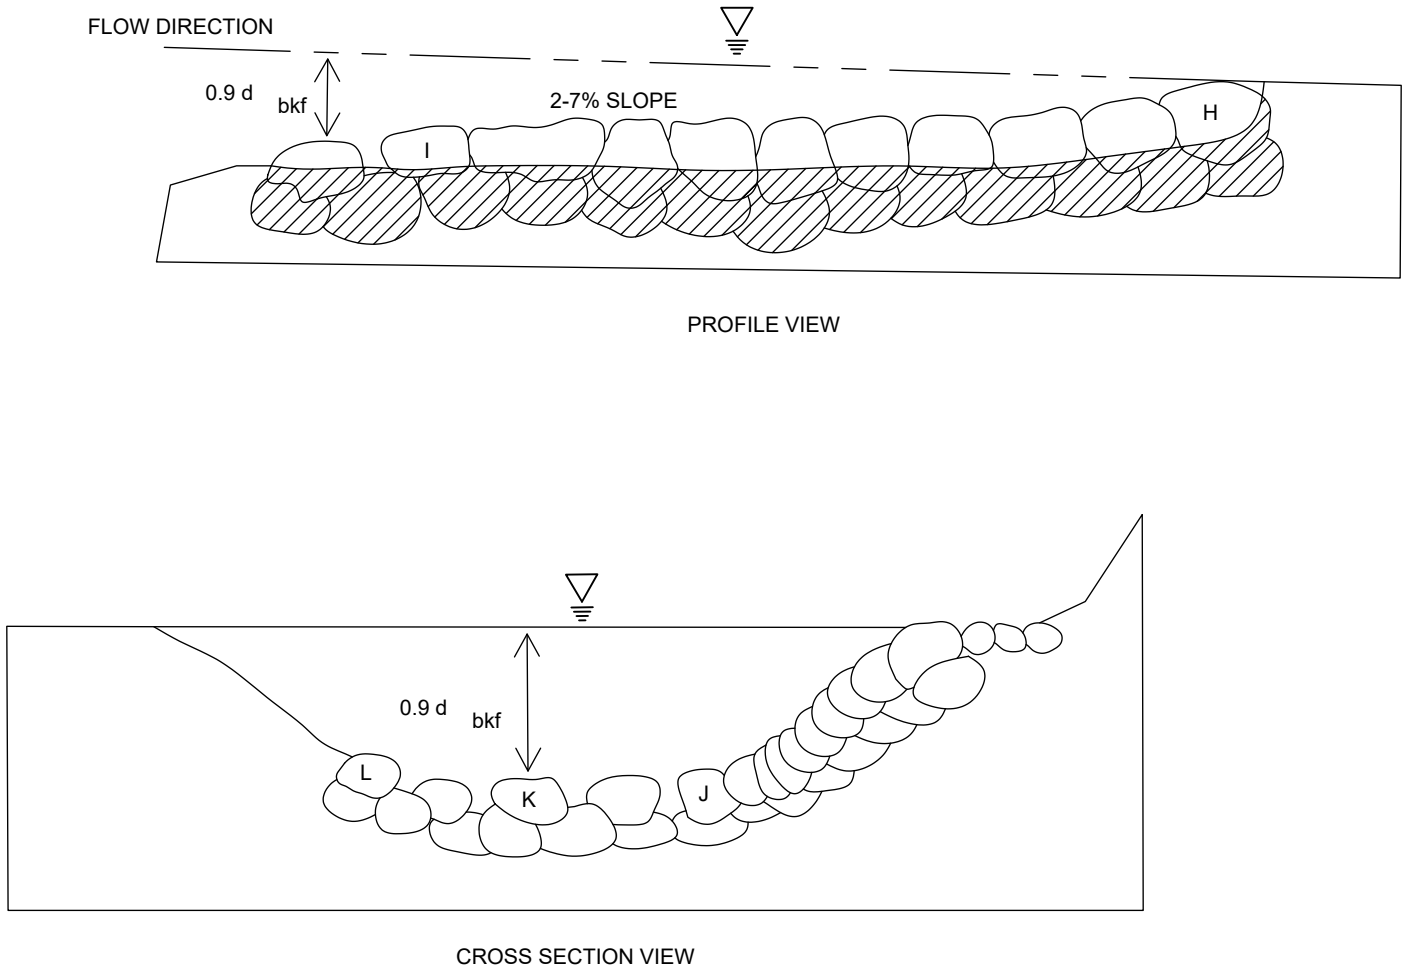 FLOW DIRECTION
0.9 d bkf
2-7% SLOPE
H
I
PROFILE VIEW
0.9 d bkf
L
K
J
CROSS SECTION VIEW